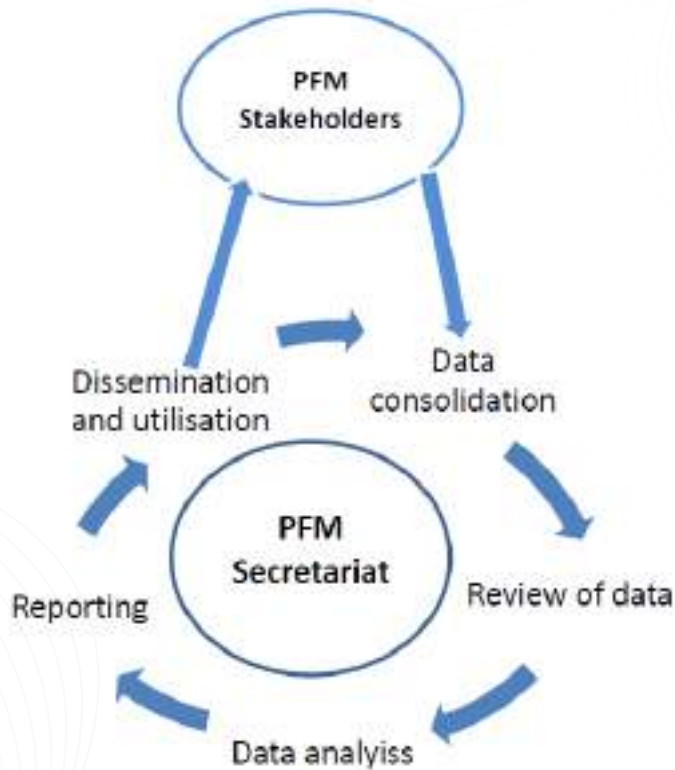 PFM
Stakeholders
Dissemination
and utilisation
Data
consolidation
PFM
Secretariat
Reporting
Review of data
Data analyiss